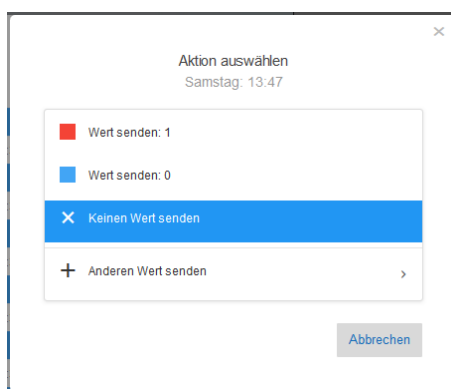 Aktion auswählen
Samstag: 13:47
Wert senden: 1
Wert senden: 0
Keinen Wert senden
Anderen Wert senden
Abbrechen